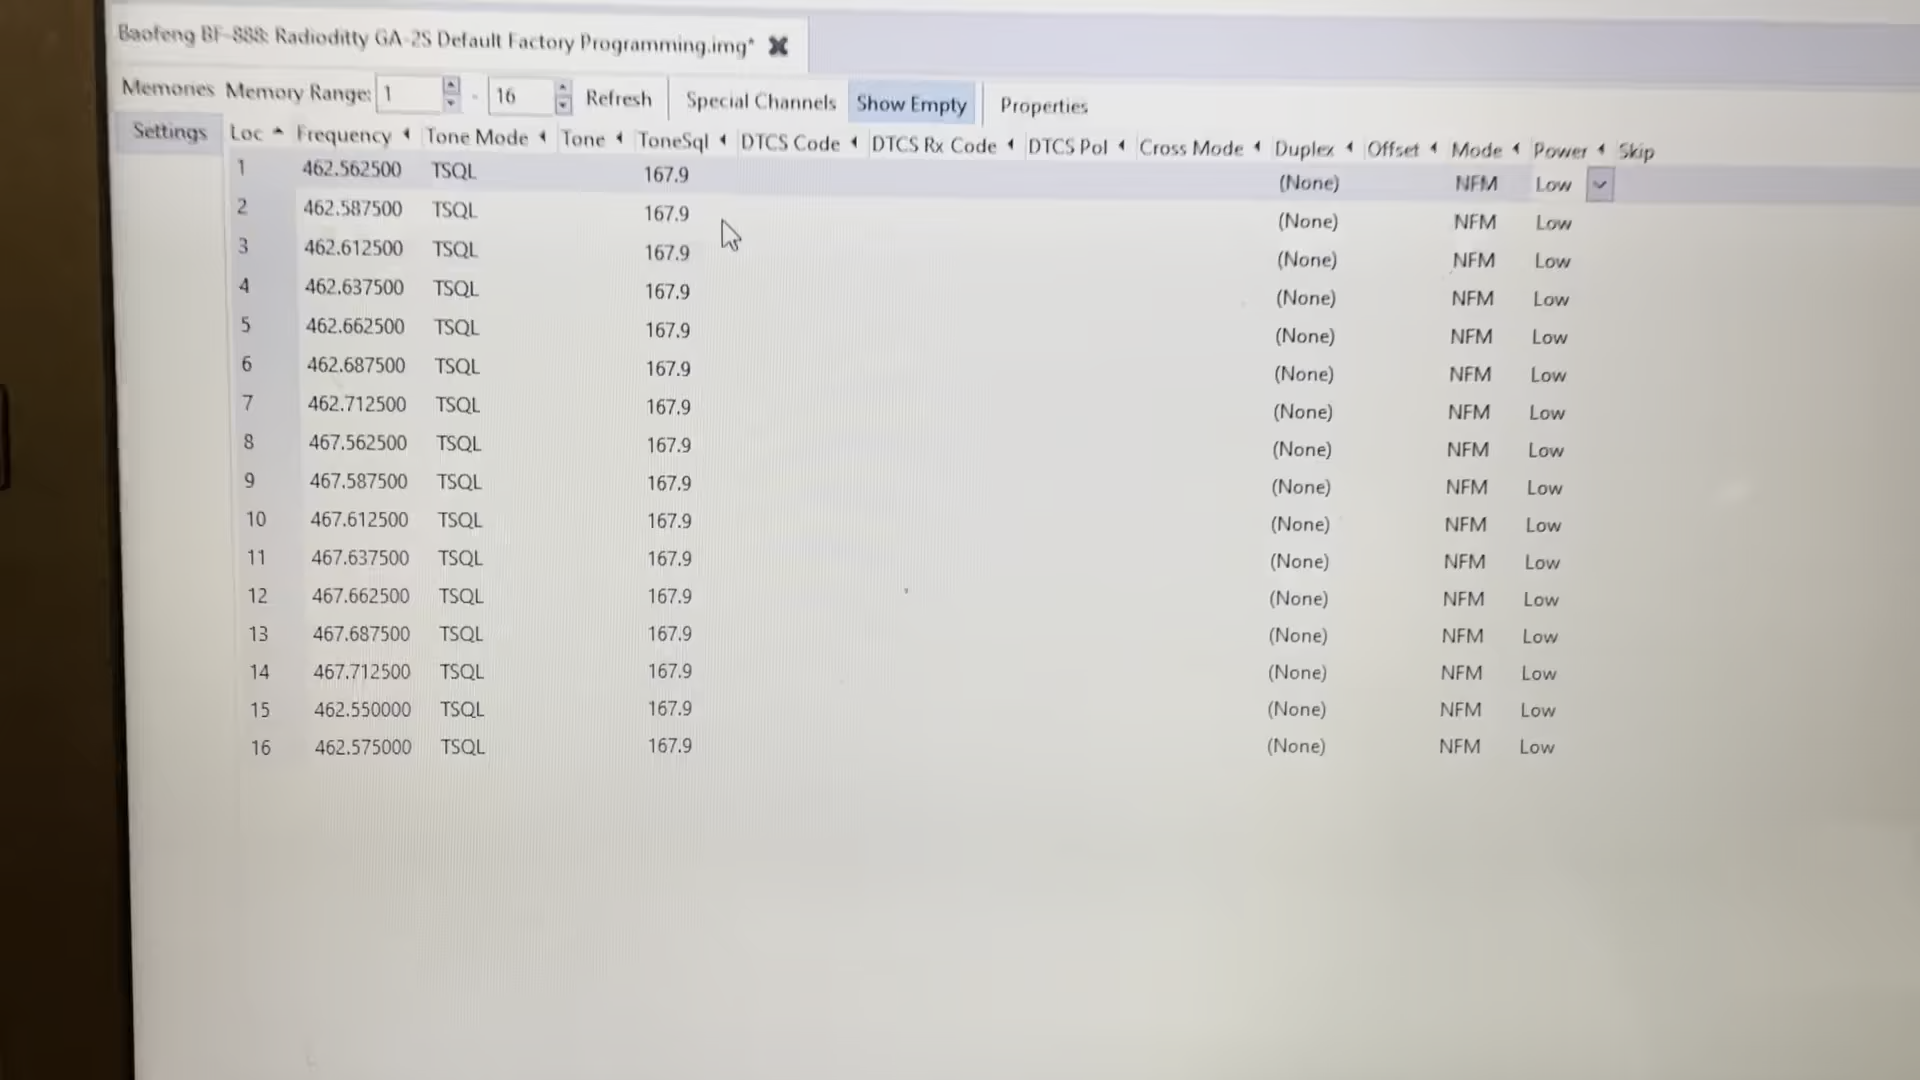 Baofeng BF-888: Radioditty GA-2S Default Factory Programming.img*
Memories Memory Range: 1 - 16 Refresh Special Channels Show Empty Properties
Settings Loc Frequency Tone Mode Tone ToneSql DTCS Code DTCS Rx Code DTCS Pol Cross Mode Duplex Offset Mode Power Skip
1 462.562500 TSQL 167.9 (None) NFM Low
2 462.587500 TSQL 167.9 (None) NFM Low
3 462.612500 TSQL 167.9 (None) NFM Low
4 462.637500 TSQL 167.9 (None) NFM Low
5 462.662500 TSQL 167.9 (None) NFM Low
6 462.687500 TSQL 167.9 (None) NFM Low
7 462.712500 TSQL 167.9 (None) NFM Low
8 467.562500 TSQL 167.9 (None) NFM Low
9 467.587500 TSQL 167.9 (None) NFM Low
10 467.612500 TSQL 167.9 (None) NFM Low
11 467.637500 TSQL 167.9 (None) NFM Low
12 467.662500 TSQL 167.9 (None) NFM Low
13 467.687500 TSQL 167.9 (None) NFM Low
14 467.712500 TSQL 167.9 (None) NFM Low
15 462.550000 TSQL 167.9 (None) NFM Low
16 462.575000 TSQL 167.9 (None) NFM Low